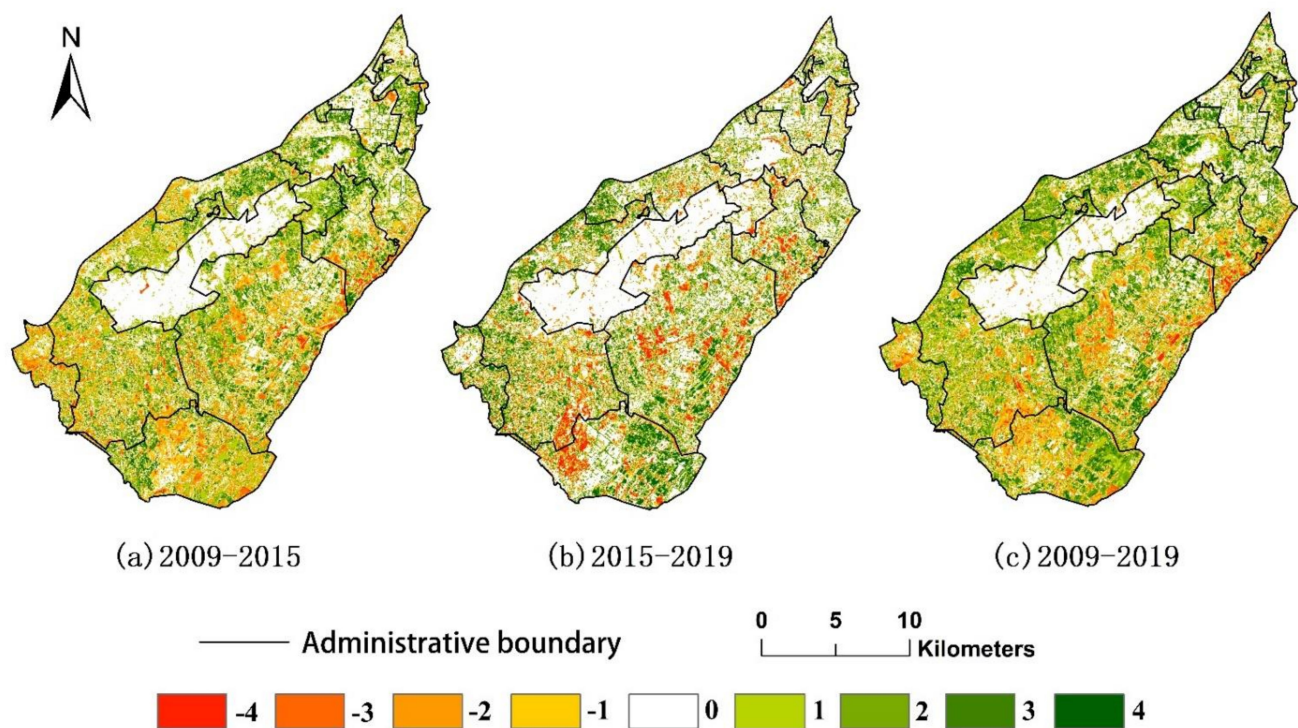 N
(a)2009-2015 (b)2015-2019 (c)2009-2019
Administrative boundary
0 5 10
Kilometers
-4 -3 -2 -1 0 1 2 3 4